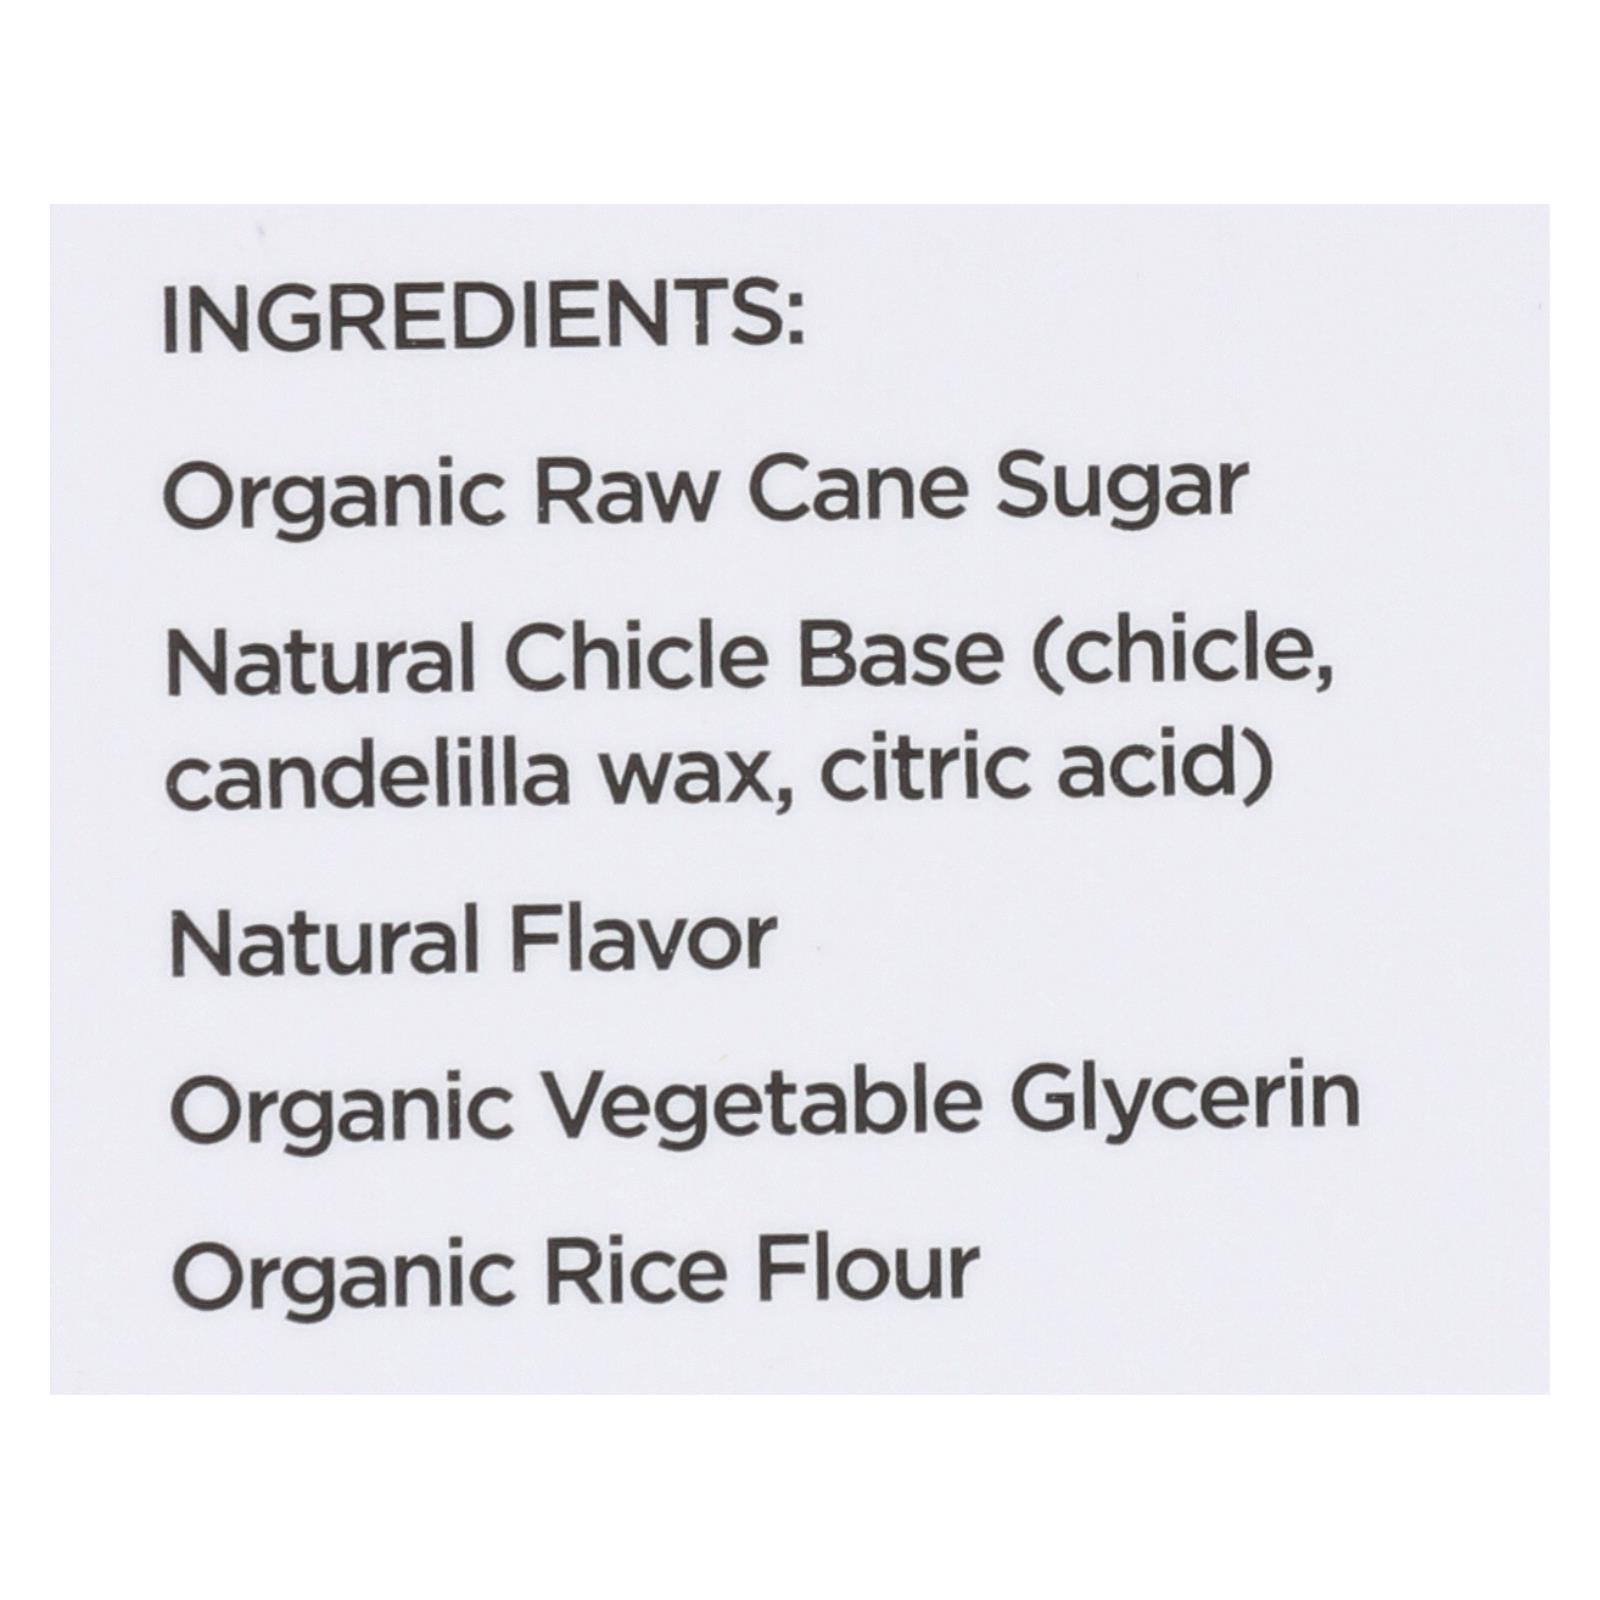 INGREDIENTS:
Organic Raw Cane Sugar
Natural Chicle Base (chicle,
candelilla wax, citric acid)
Natural Flavor
Organic Vegetable Glycerin
Organic Rice Flour